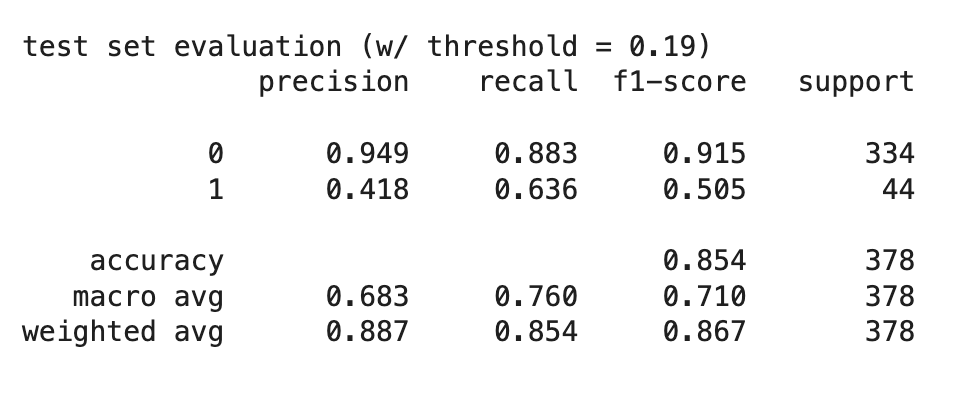 test set evaluation (w/ threshold = 0.19)
precision recall f1-score support
0 0.949 0.883 0.915 334
1 0.418 0.636 0.505 44
accuracy 0.854 378
macro avg 0.683 0.760 0.710 378
weighted avg 0.887 0.854 0.867 378